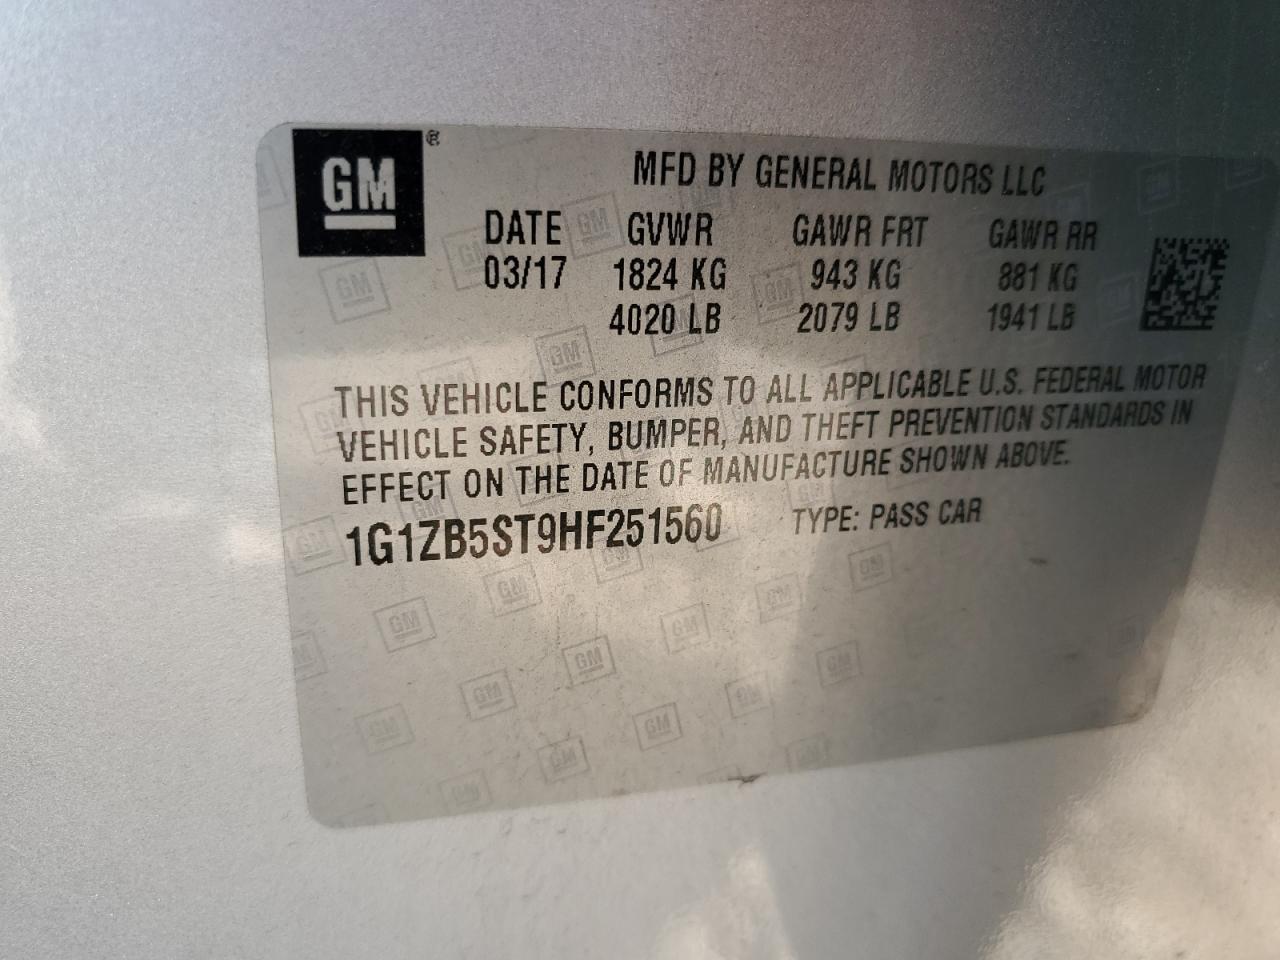 GM®
MFD BY GENERAL MOTORS LLC
DATE GVWR GAWR FRT GAWR RR
03/17 1824 KG 943 KG 881 KG
4020 LB 2079 LB 1941 LB
THIS VEHICLE CONFORMS TO ALL APPLICABLE U.S. FEDERAL MOTOR
VEHICLE SAFETY, BUMPER, AND THEFT PREVENTION STANDARDS IN
EFFECT ON THE DATE OF MANUFACTURE SHOWN ABOVE.
1G1ZB5ST9HF251560 TYPE: PASS CAR